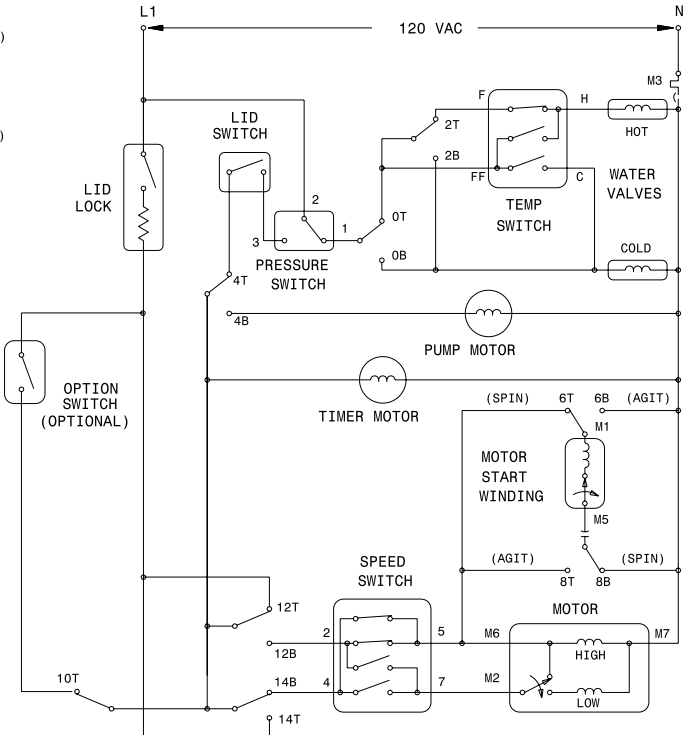 L1
N
120 VAC
)
M3
F
H
LID
SWITCH
2T
HOT
)
2B
LID
LOCK
FF
C
WATER
VALVES
2
TEMP
SWITCH
0T
1
3
PRESSURE
SWITCH
0B
COLD
4T
4B
PUMP MOTOR
OPTION
SWITCH
(OPTIONAL)
TIMER MOTOR
(SPIN)
6T
6B
(AGIT)
M1
MOTOR
START
WINDING
M5
(AGIT)
(SPIN)
8T
8B
SPEED
SWITCH
12T
MOTOR
2
5
M6
M7
12B
HIGH
10T
14B
4
7
M2
LOW
14T